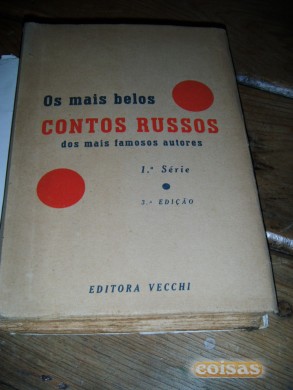 Os mais belos
CONTOS RUSSOS
dos mais famosos autores
1.ª Série
2.ª EDIÇÃO
EDITORA VECCHI
coisas